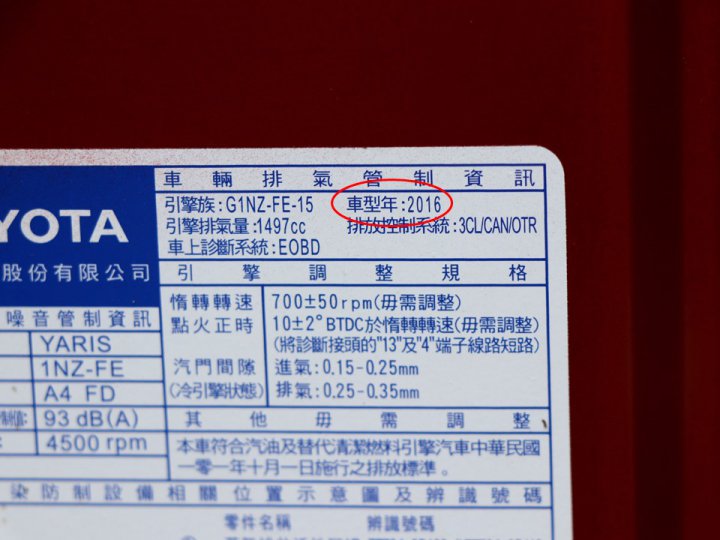 車輛排氣管制資訊
引擎族:G1NZ-FE-15 車型年:2016
引擎排氣量:1497cc 排放控制系統:3CL/CAN/OTR
車上診斷系統:EOBD
YOTA
股份有限公司
引擎調整規格
惰轉轉速 700±50rpm(毋需調整)
點火正時 10±2°BTDC於惰轉轉速(毋需調整)
(將診斷接頭的"13"及"4"端子線路短路)
汽門間隙 進氣:0.15-0.25mm
(冷引擎狀態) 排氣:0.25-0.35mm
其他毋需調整
本車符合汽油及替代清潔燃料引擎汽車中華民國
一零一年十月一日施行之排放標準。
噪音管制資訊
YARIS
1NZ-FE
A4 FD
93 dB(A)
4500 rpm
染防制設備相關位置示意圖及辨識號碼
零件名稱 辨識號碼